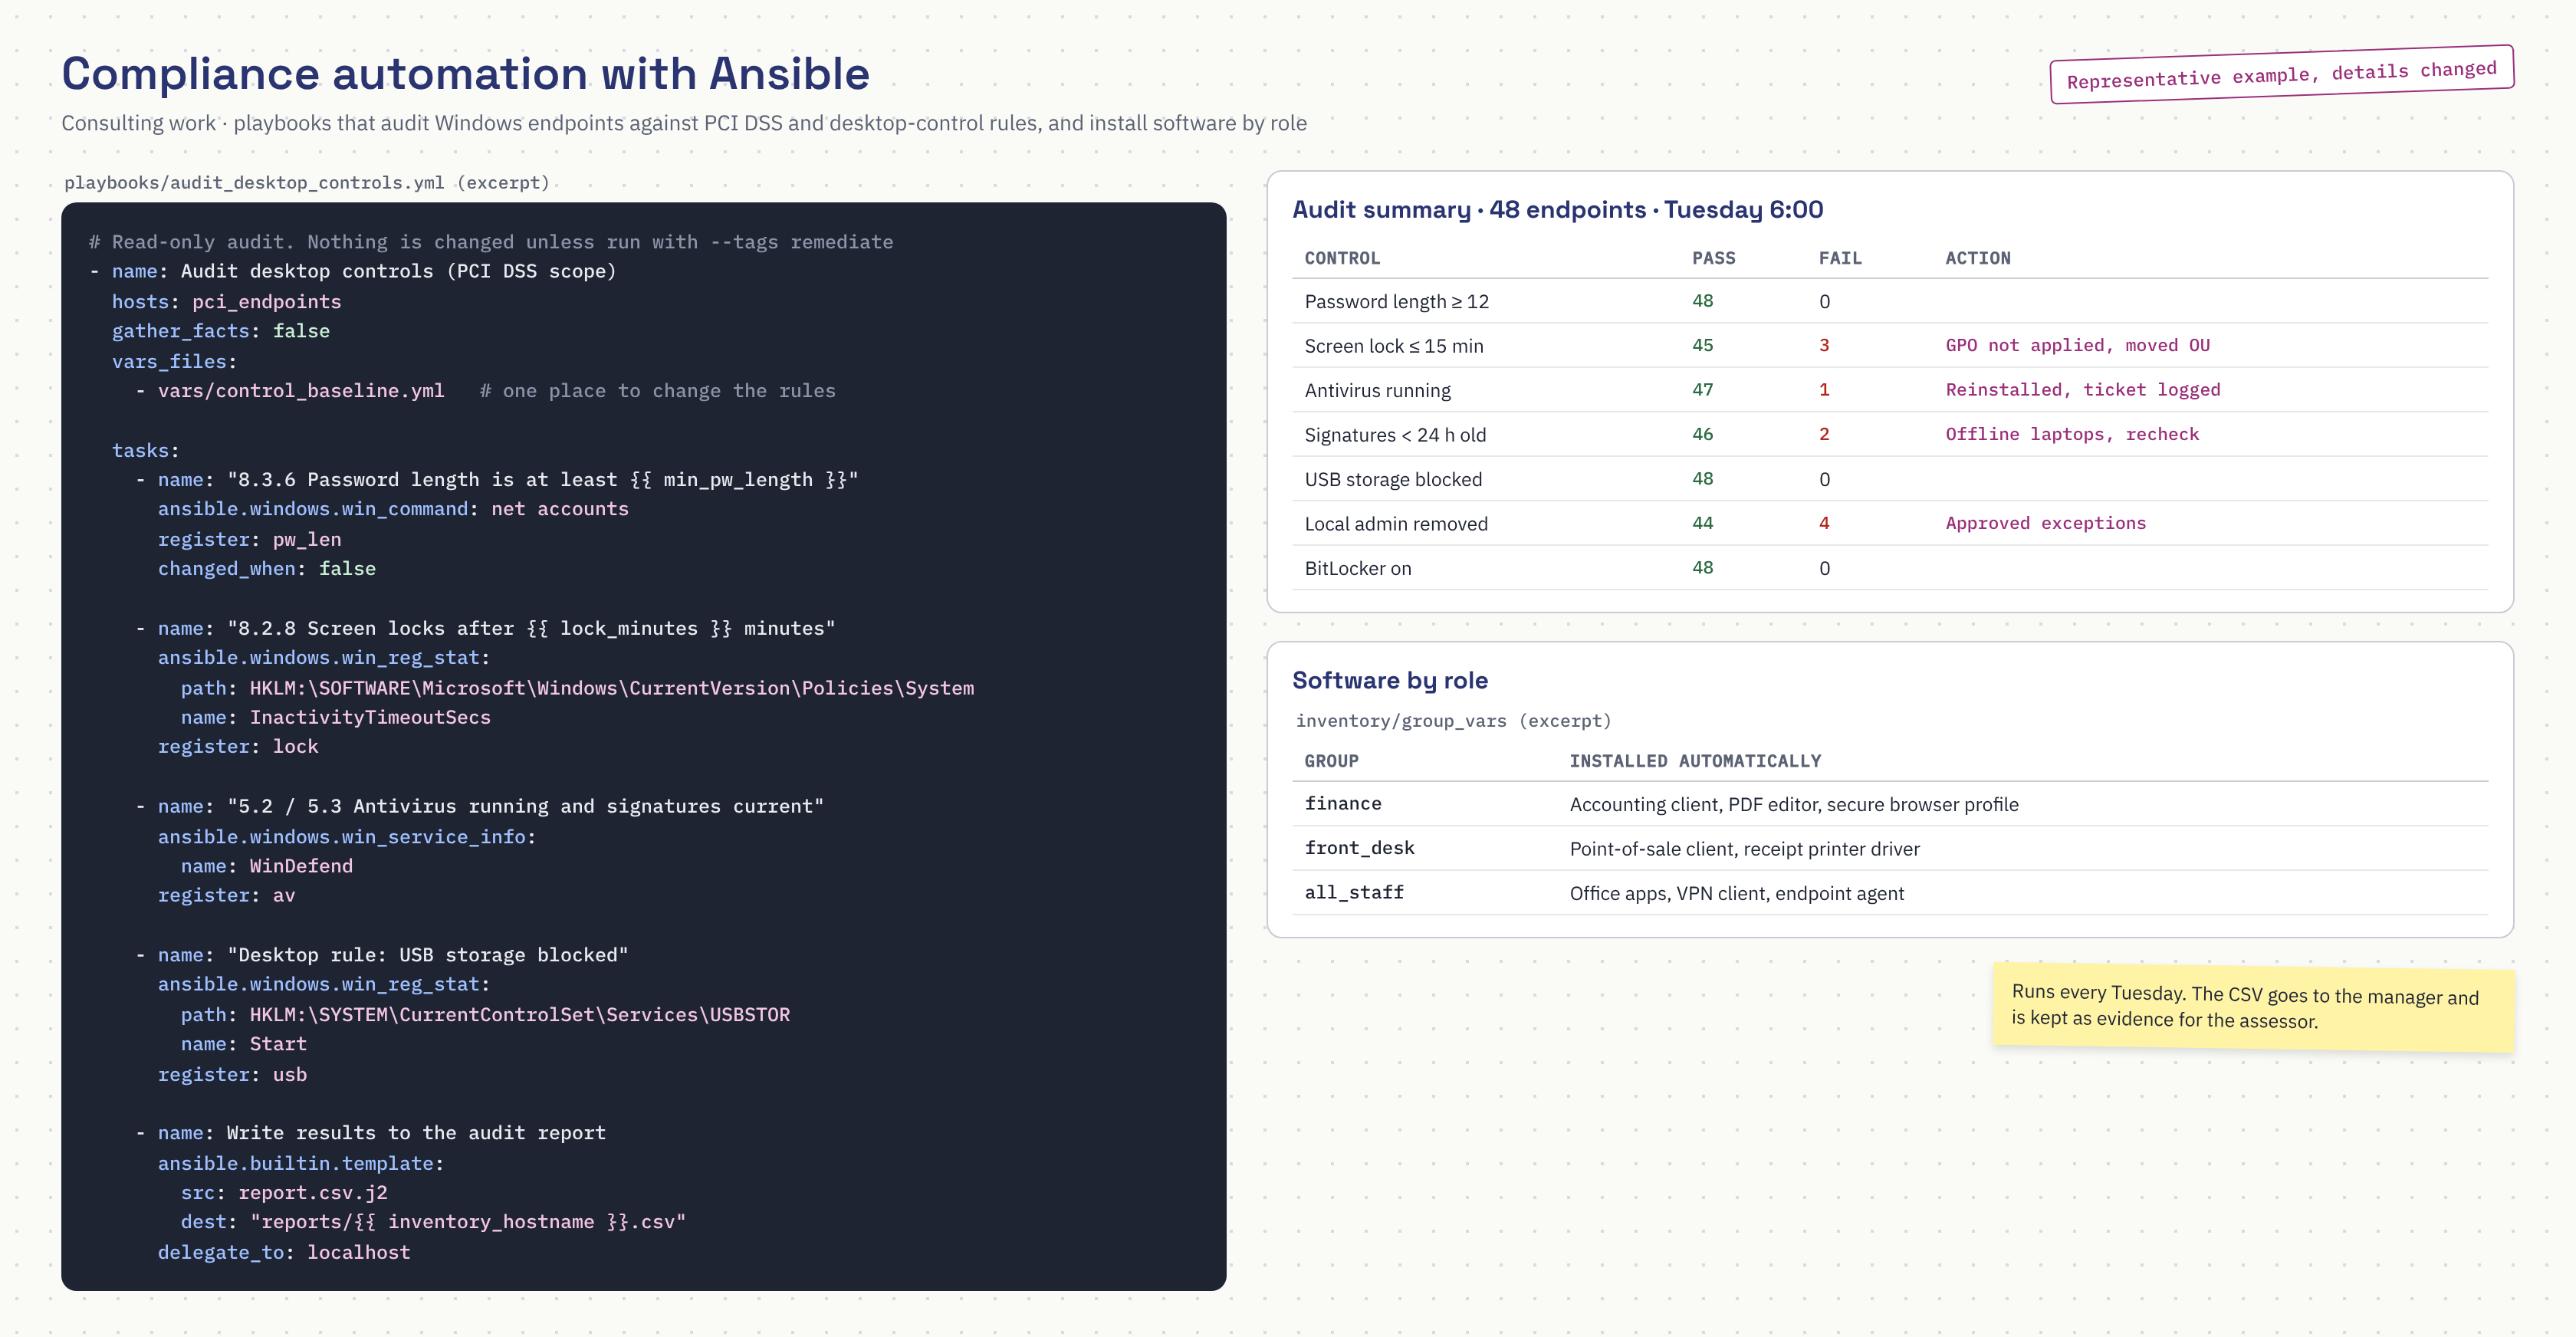 Compliance automation with Ansible
Representative example, details changed
Consulting work · playbooks that audit Windows endpoints against PCI DSS and desktop-control rules, and install software by role
playbooks/audit_desktop_controls.yml (excerpt)
# Read-only audit. Nothing is changed unless run with --tags remediate
- name: Audit desktop controls (PCI DSS scope)
  hosts: pci_endpoints
  gather_facts: false
  vars_files:
    - vars/control_baseline.yml   # one place to change the rules
  tasks:
    - name: "8.3.6 Password length is at least {{ min_pw_length }}"
      ansible.windows.win_command: net accounts
      register: pw_len
      changed_when: false
    - name: "8.2.8 Screen locks after {{ lock_minutes }} minutes"
      ansible.windows.win_reg_stat:
        path: HKLM:\SOFTWARE\Microsoft\Windows\CurrentVersion\Policies\System
        name: InactivityTimeoutSecs
      register: lock
    - name: "5.2 / 5.3 Antivirus running and signatures current"
      ansible.windows.win_service_info:
        name: WinDefend
      register: av
    - name: "Desktop rule: USB storage blocked"
      ansible.windows.win_reg_stat:
        path: HKLM:\SYSTEM\CurrentControlSet\Services\USBSTOR
        name: Start
      register: usb
    - name: Write results to the audit report
      ansible.builtin.template:
        src: report.csv.j2
        dest: "reports/{{ inventory_hostname }}.csv"
      delegate_to: localhost
Audit summary · 48 endpoints · Tuesday 6:00
CONTROL PASS FAIL ACTION
Password length ≥ 12 48 0
Screen lock ≤ 15 min 45 3 GPO not applied, moved OU
Antivirus running 47 1 Reinstalled, ticket logged
Signatures < 24 h old 46 2 Offline laptops, recheck
USB storage blocked 48 0
Local admin removed 44 4 Approved exceptions
BitLocker on 48 0
Software by role
inventory/group_vars (excerpt)
GROUP INSTALLED AUTOMATICALLY
finance Accounting client, PDF editor, secure browser profile
front_desk Point-of-sale client, receipt printer driver
all_staff Office apps, VPN client, endpoint agent
Runs every Tuesday. The CSV goes to the manager and
is kept as evidence for the assessor.